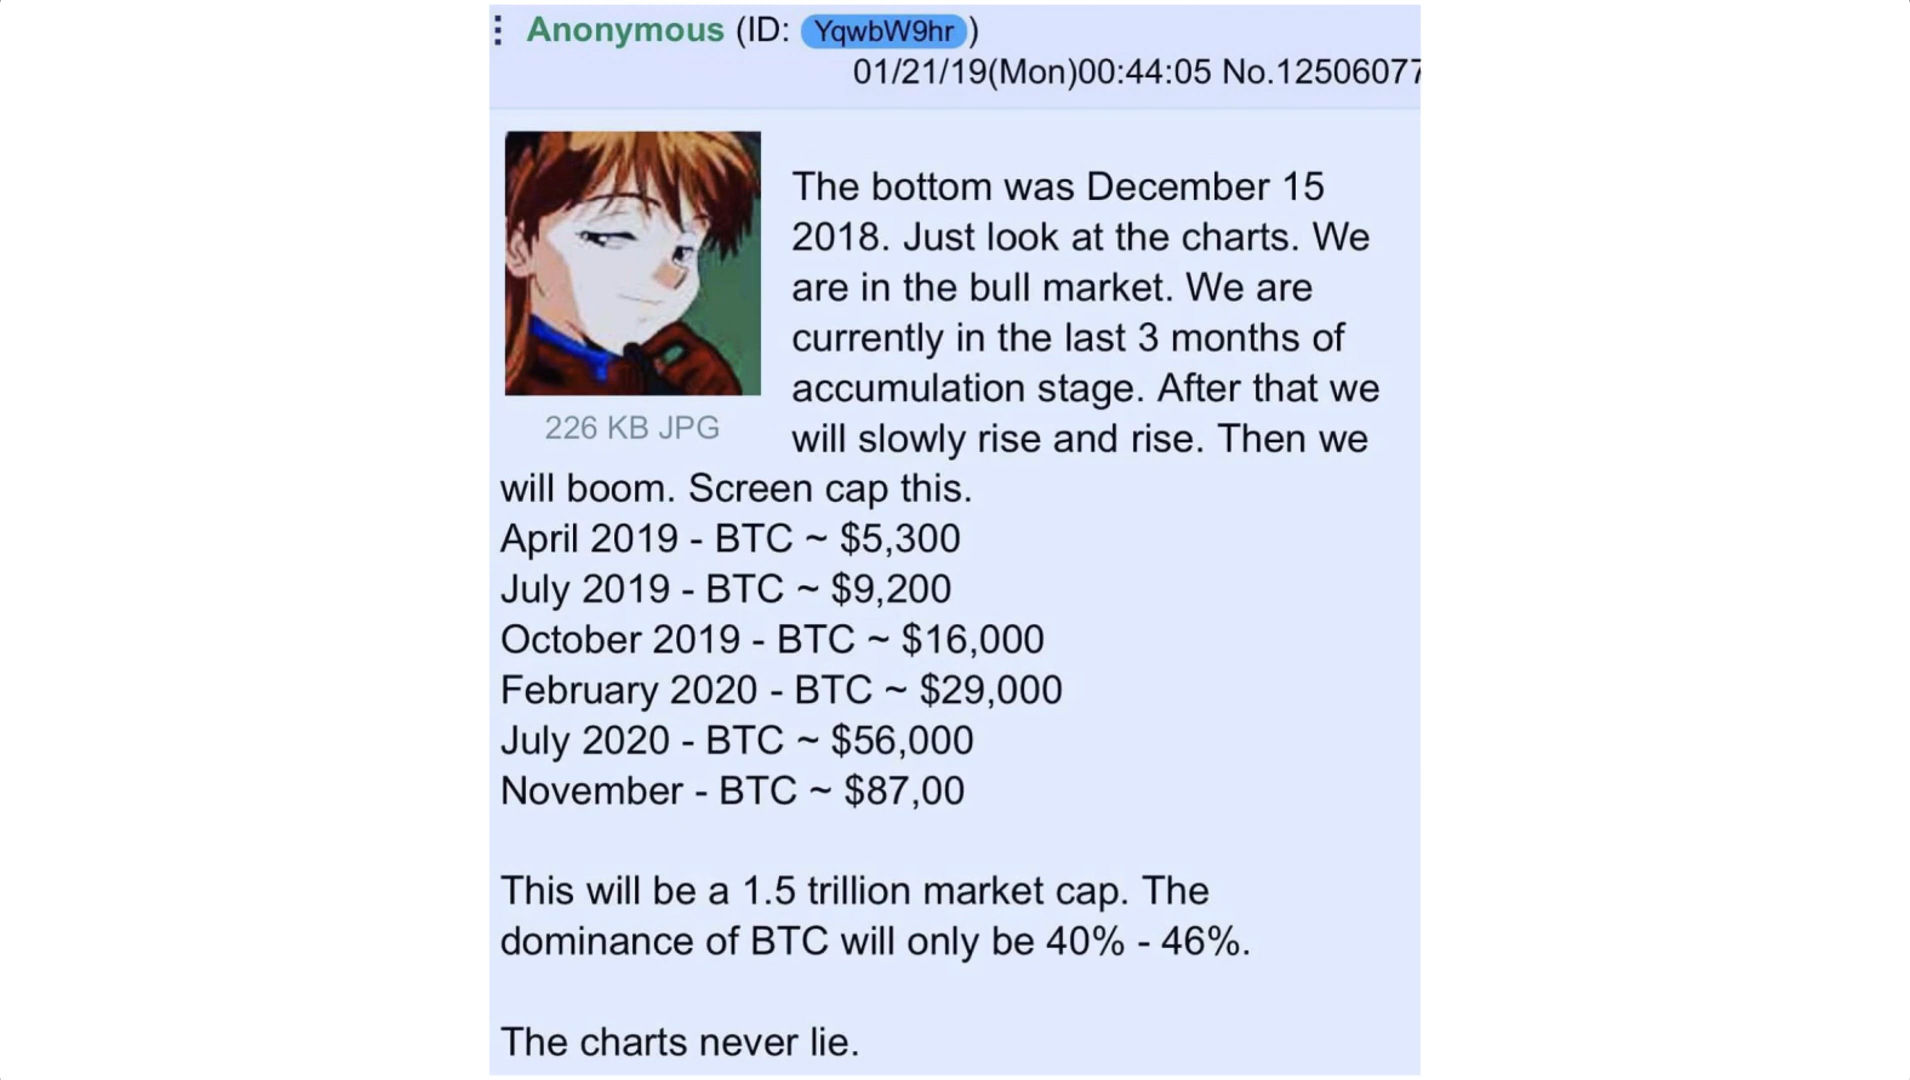 Anonymous (ID: YqwbW9hr)
01/21/19(Mon)00:44:05 No.12506077
The bottom was December 15
2018. Just look at the charts. We
are in the bull market. We are
currently in the last 3 months of
accumulation stage. After that we
226 KB JPG
will slowly rise and rise. Then we
will boom. Screen cap this.
April 2019 - BTC ~ $5,300
July 2019 - BTC ~ $9,200
October 2019 - BTC ~ $16,000
February 2020 - BTC ~ $29,000
July 2020 - BTC ~ $56,000
November - BTC ~ $87,00
This will be a 1.5 trillion market cap. The
dominance of BTC will only be 40% - 46%.
The charts never lie.